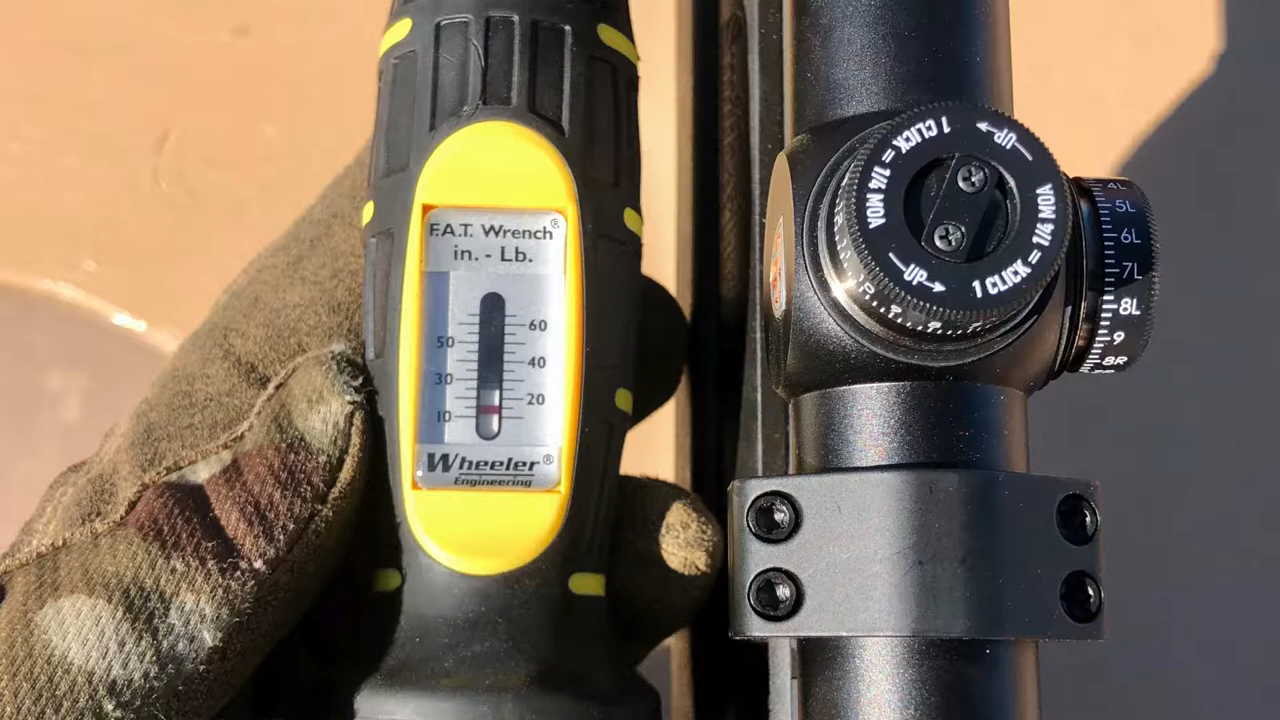 F.A.T. Wrench®
in. - Lb.
60
50
40
30
20
10
Wheeler®
Engineering
1 CLICK = 1/4 MOA
←UP—
1 CLICK = 1/4 MOA
—UP→
4L
5L
6L
7L
8L
9
8R